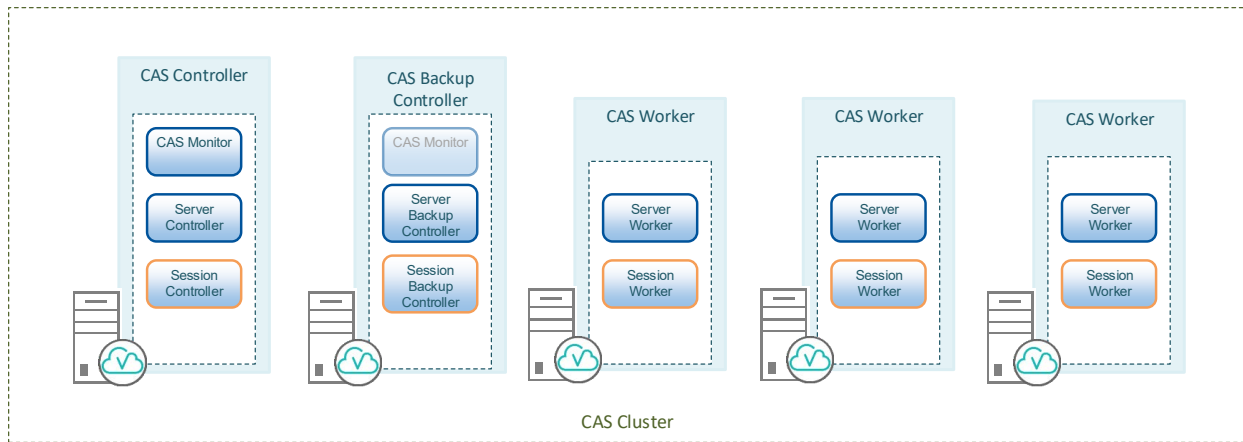 CAS Controller
CAS Monitor
Server
Controller
Session
Controller
CAS Backup
Controller
CAS Monitor
Server
Backup
Controller
Session
Backup
Controller
CAS Worker
Server
Worker
Session
Worker
CAS Worker
Server
Worker
Session
Worker
CAS Worker
Server
Worker
Session
Worker
CAS Cluster